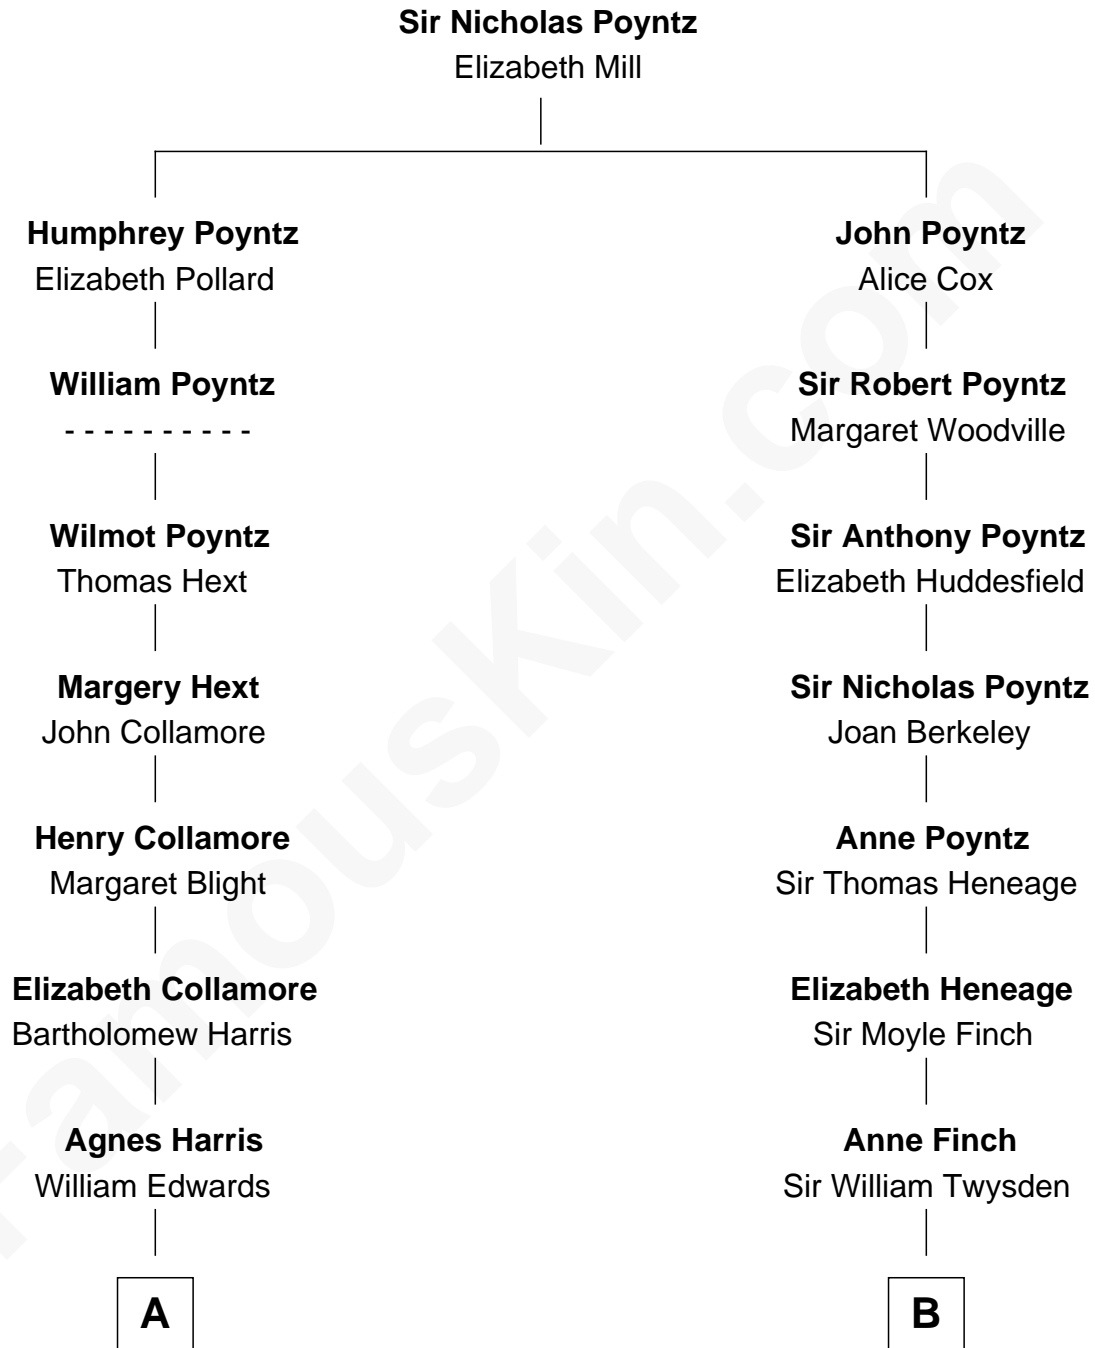 Sir Nicholas Poyntz
Elizabeth Mill
Humphrey Poyntz
Elizabeth Pollard
John Poyntz
Alice Cox
William Poyntz
- - - - - - - - - -
Sir Robert Poyntz
Margaret Woodville
Wilmot Poyntz
Thomas Hext
Sir Anthony Poyntz
Elizabeth Huddesfield
Margery Hext
John Collamore
Sir Nicholas Poyntz
Joan Berkeley
Henry Collamore
Margaret Blight
Anne Poyntz
Sir Thomas Heneage
Elizabeth Collamore
Bartholomew Harris
Elizabeth Heneage
Sir Moyle Finch
Agnes Harris
William Edwards
Anne Finch
Sir William Twysden
A
B
FamousKin.com